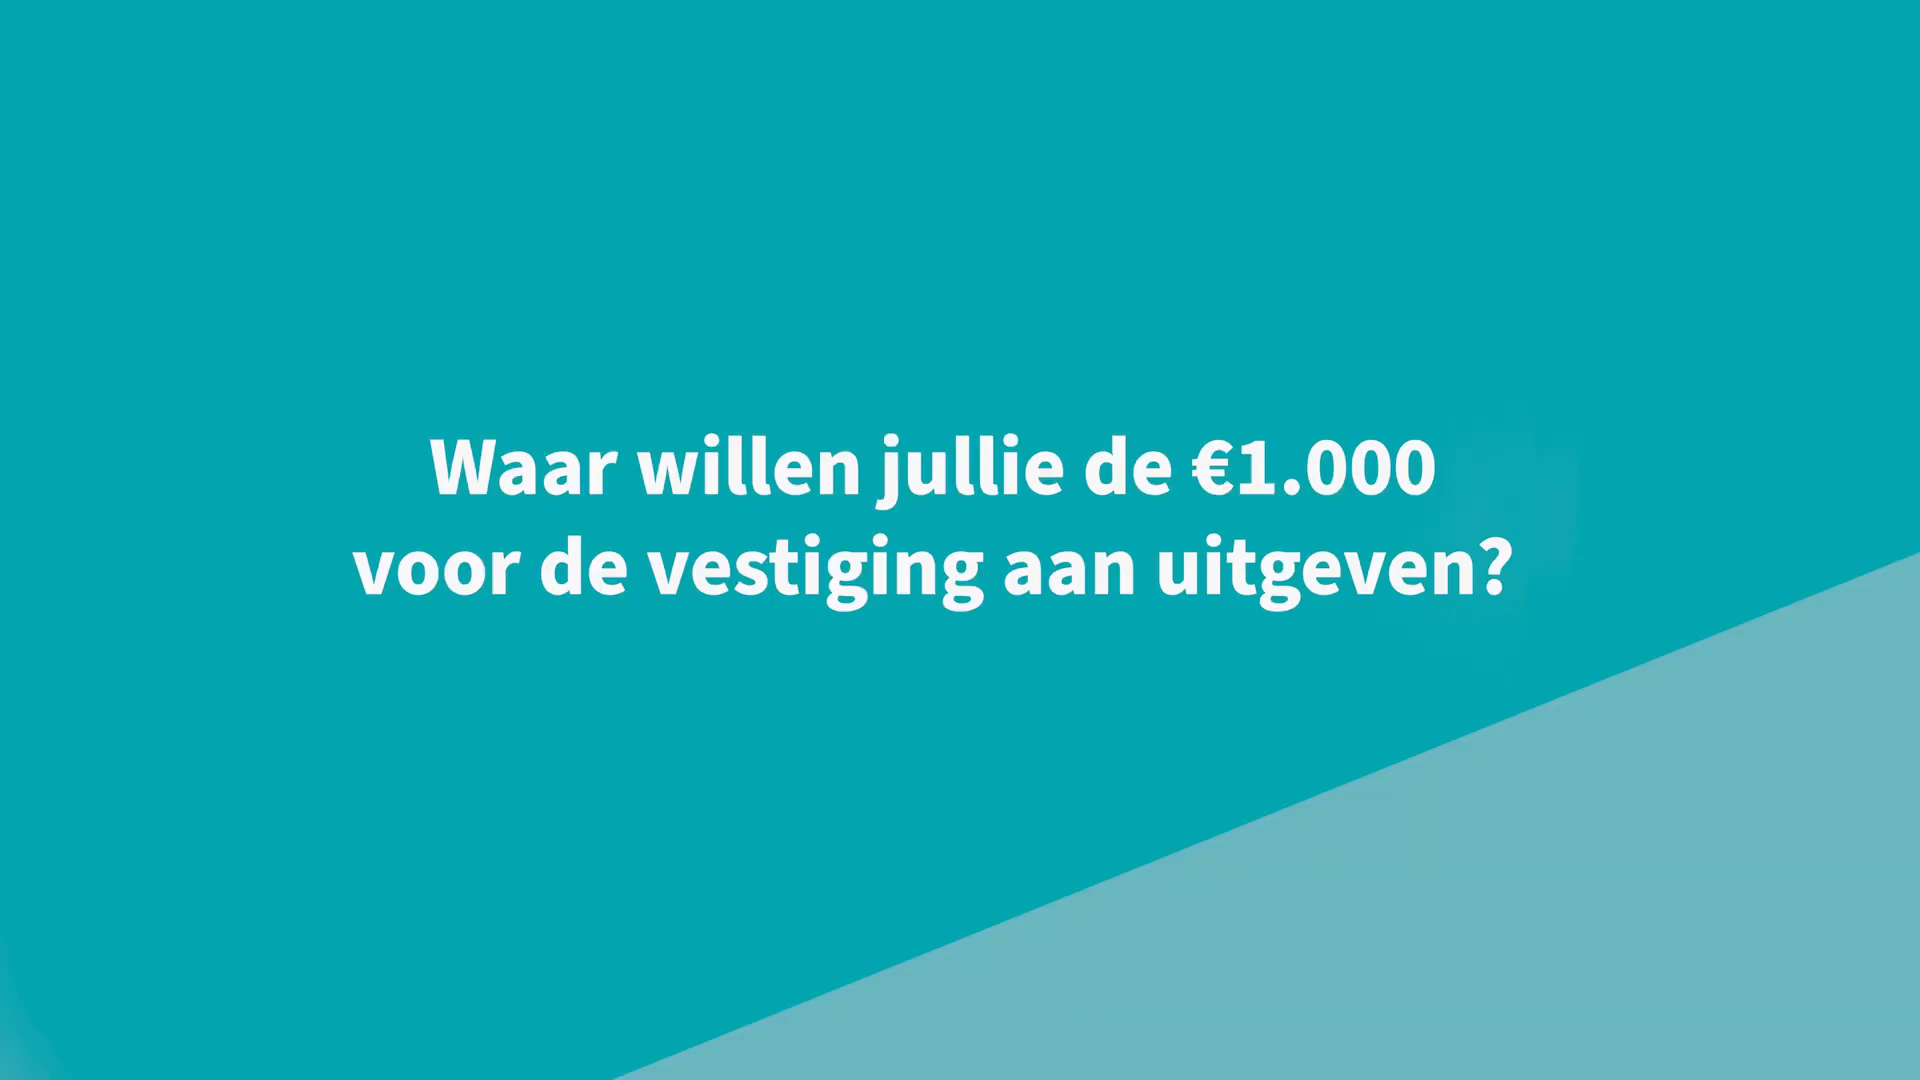 Waar willen jullie de €1.000
voor de vestiging aan uitgeven?